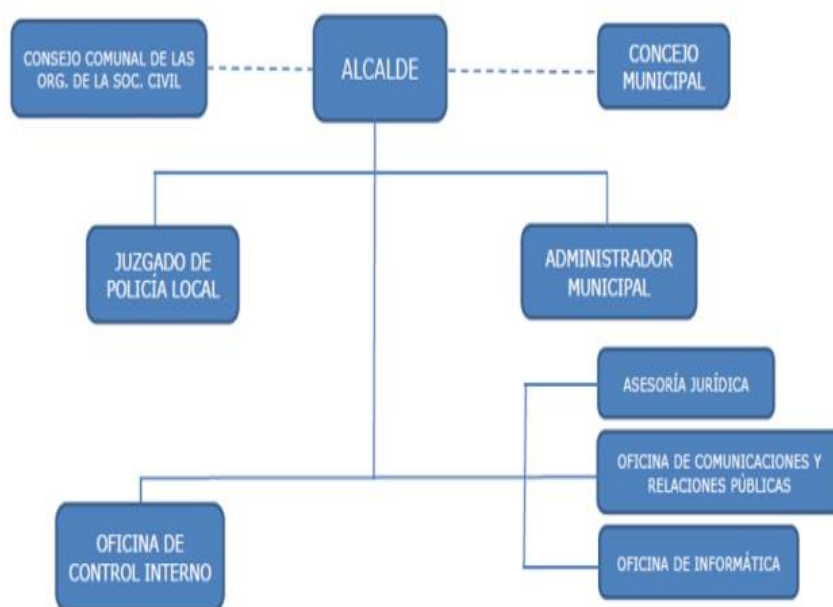 CONSEJO COMUNAL DE LAS
ORG. DE LA SOC. CIVIL
ALCALDE
CONCEJO
MUNICIPAL
JUZGADO DE
POLICÍA LOCAL
ADMINISTRADOR
MUNICIPAL
ASESORÍA JURÍDICA
OFICINA DE COMUNICACIONES Y
RELACIONES PÚBLICAS
OFICINA DE
CONTROL INTERNO
OFICINA DE INFORMÁTICA